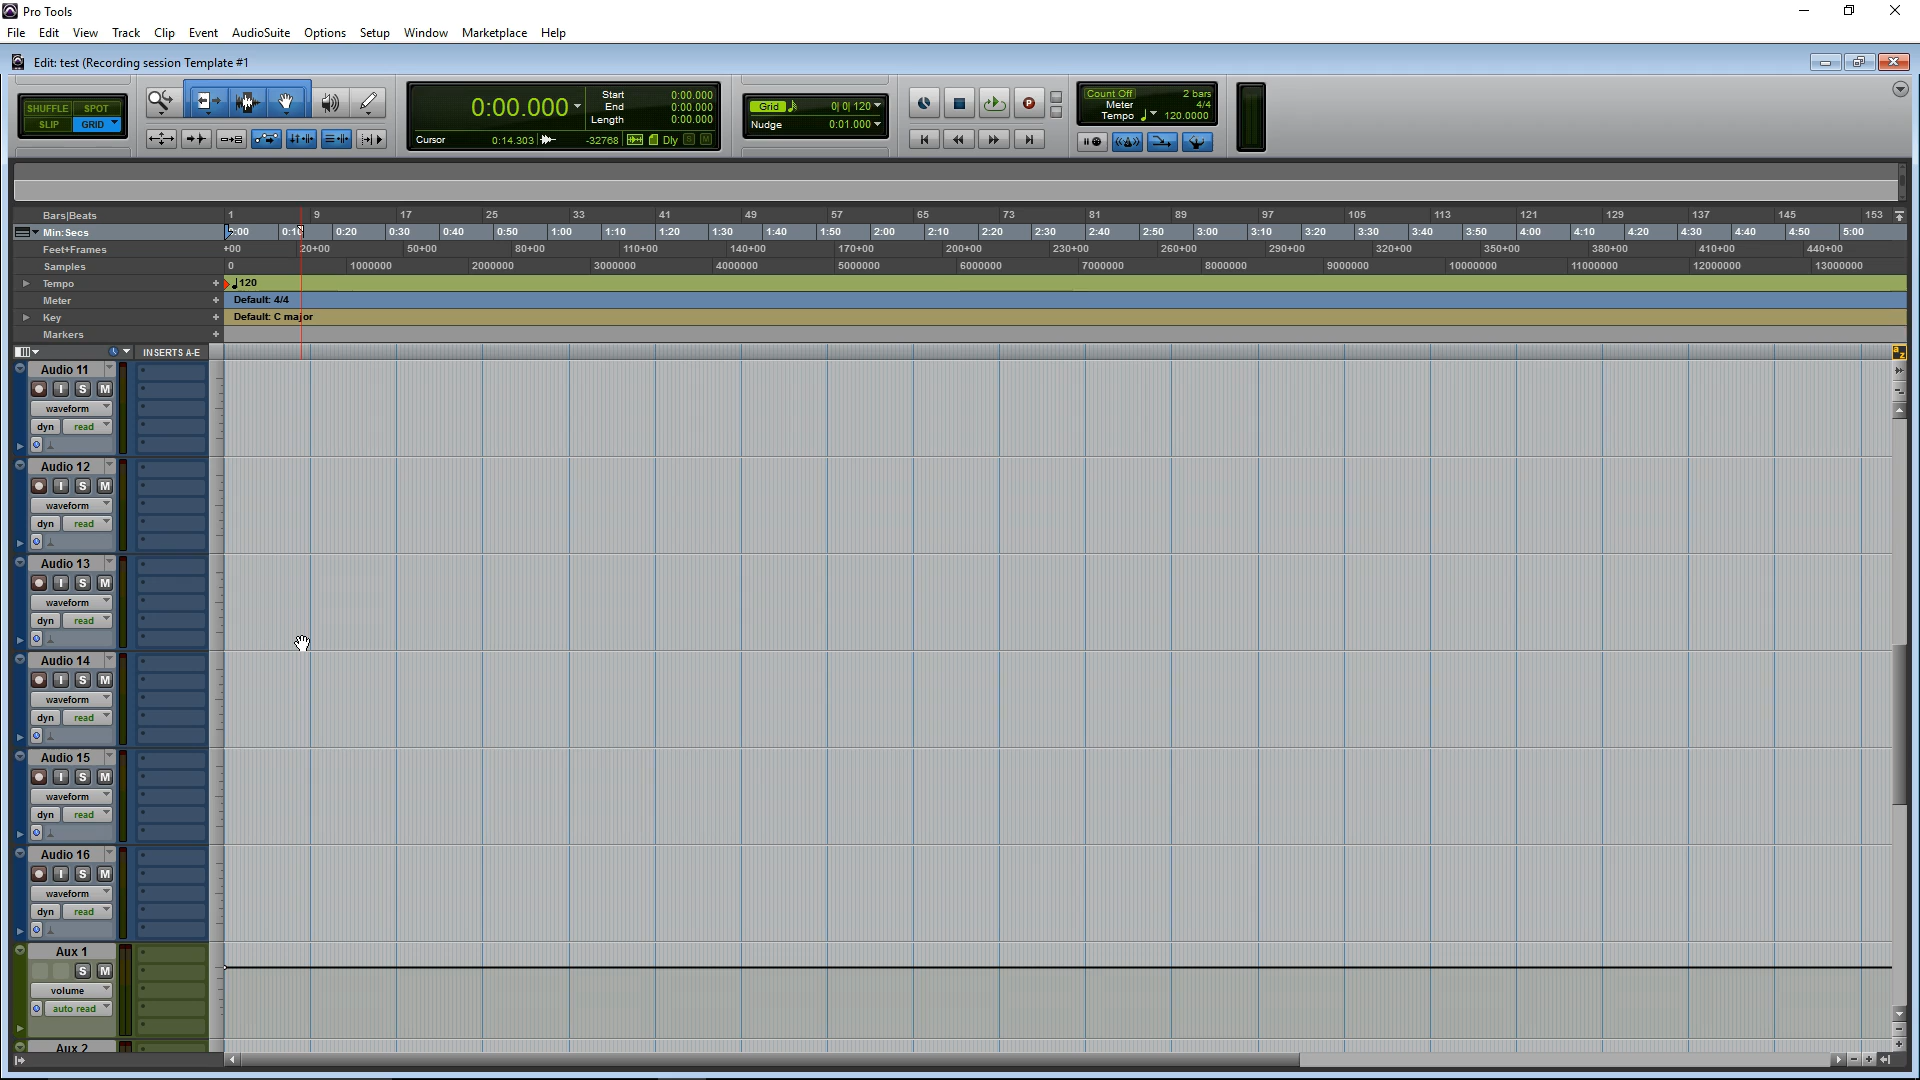 Pro Tools
File Edit View Track Clip Event AudioSuite Options Setup Window Marketplace Help
Edit: test (Recording session Template #1
SHUFFLE SPOT
SLIP GRID
0:00.000
Start 0:00.000
End 0:00.000
Length 0:00.000
Cursor 0:14.303 -32768 Dly S M
Grid 0| 0| 120
Nudge 0:01.000
Count Off 2 bars
Meter 4/4
Tempo 120.0000
Bars|Beats 1 9 17 25 33 41 49 57 65 73 81 89 97 105 113 121 129 137 145 153
Min:Secs 0:10 0:20 0:30 0:40 0:50 1:00 1:10 1:20 1:30 1:40 1:50 2:00 2:10 2:20 2:30 2:40 2:50 3:00 3:10 3:20 3:30 3:40 3:50 4:00 4:10 4:20 4:30 4:40 4:50 5:00
Feet+Frames +00 20+00 50+00 80+00 110+00 140+00 170+00 200+00 230+00 260+00 290+00 320+00 350+00 380+00 410+00 440+00
Samples 0 1000000 2000000 3000000 4000000 5000000 6000000 7000000 8000000 9000000 10000000 11000000 12000000 13000000
Tempo + 120
Meter + Default: 4/4
Key + Default: C major
Markers +
INSERTS A-E
Audio 11
I S M
waveform
dyn read
Audio 12
I S M
waveform
dyn read
Audio 13
I S M
waveform
dyn read
Audio 14
I S M
waveform
dyn read
Audio 15
I S M
waveform
dyn read
Audio 16
I S M
waveform
dyn read
Aux 1
S M
volume
auto read
Aux 2